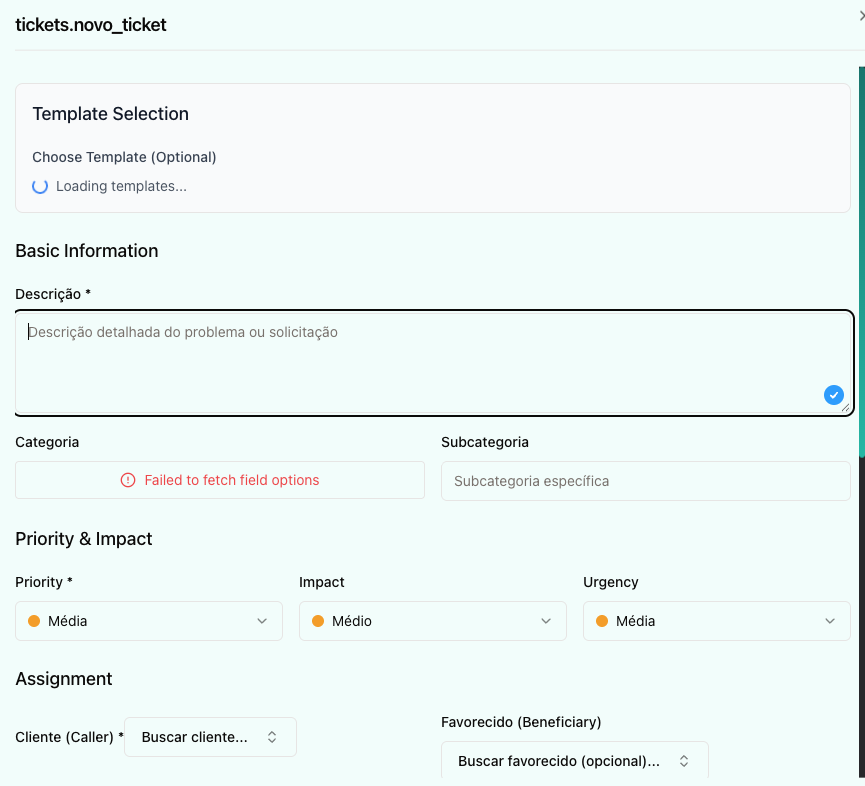 tickets.novo_ticket
Template Selection
Choose Template (Optional)
Loading templates...
Basic Information
Descrição *
Descrição detalhada do problema ou solicitação
Categoria
Subcategoria
Failed to fetch field options
Subcategoria específica
Priority & Impact
Priority *
Impact
Urgency
Média
Médio
Média
Assignment
Cliente (Caller) *
Buscar cliente...
Favorecido (Beneficiary)
Buscar favorecido (opcional)...